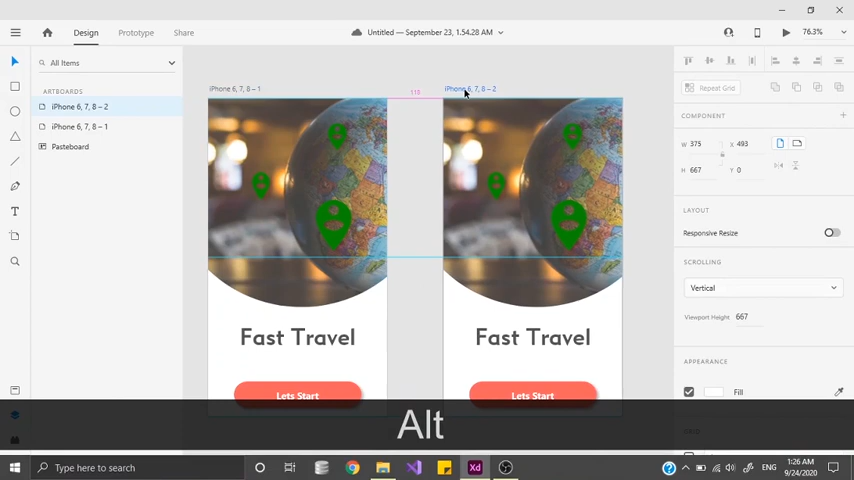 Design
Prototype
Share
Untitled — September 23, 1.54.28 AM
76.3%
All Items
ARTBOARDS
iPhone 6, 7, 8 – 2
iPhone 6, 7, 8 – 1
Pasteboard
iPhone 6, 7, 8 – 1
118
iPhone 6, 7, 8 – 2
Fast Travel
Lets Start
Fast Travel
Lets Start
Repeat Grid
COMPONENT
W 375
X 493
H 667
Y 0
LAYOUT
Responsive Resize
SCROLLING
Vertical
Viewport Height 667
APPEARANCE
Fill
GRID
Alt
Type here to search
Xd
ENG
1:26 AM
9/24/2020